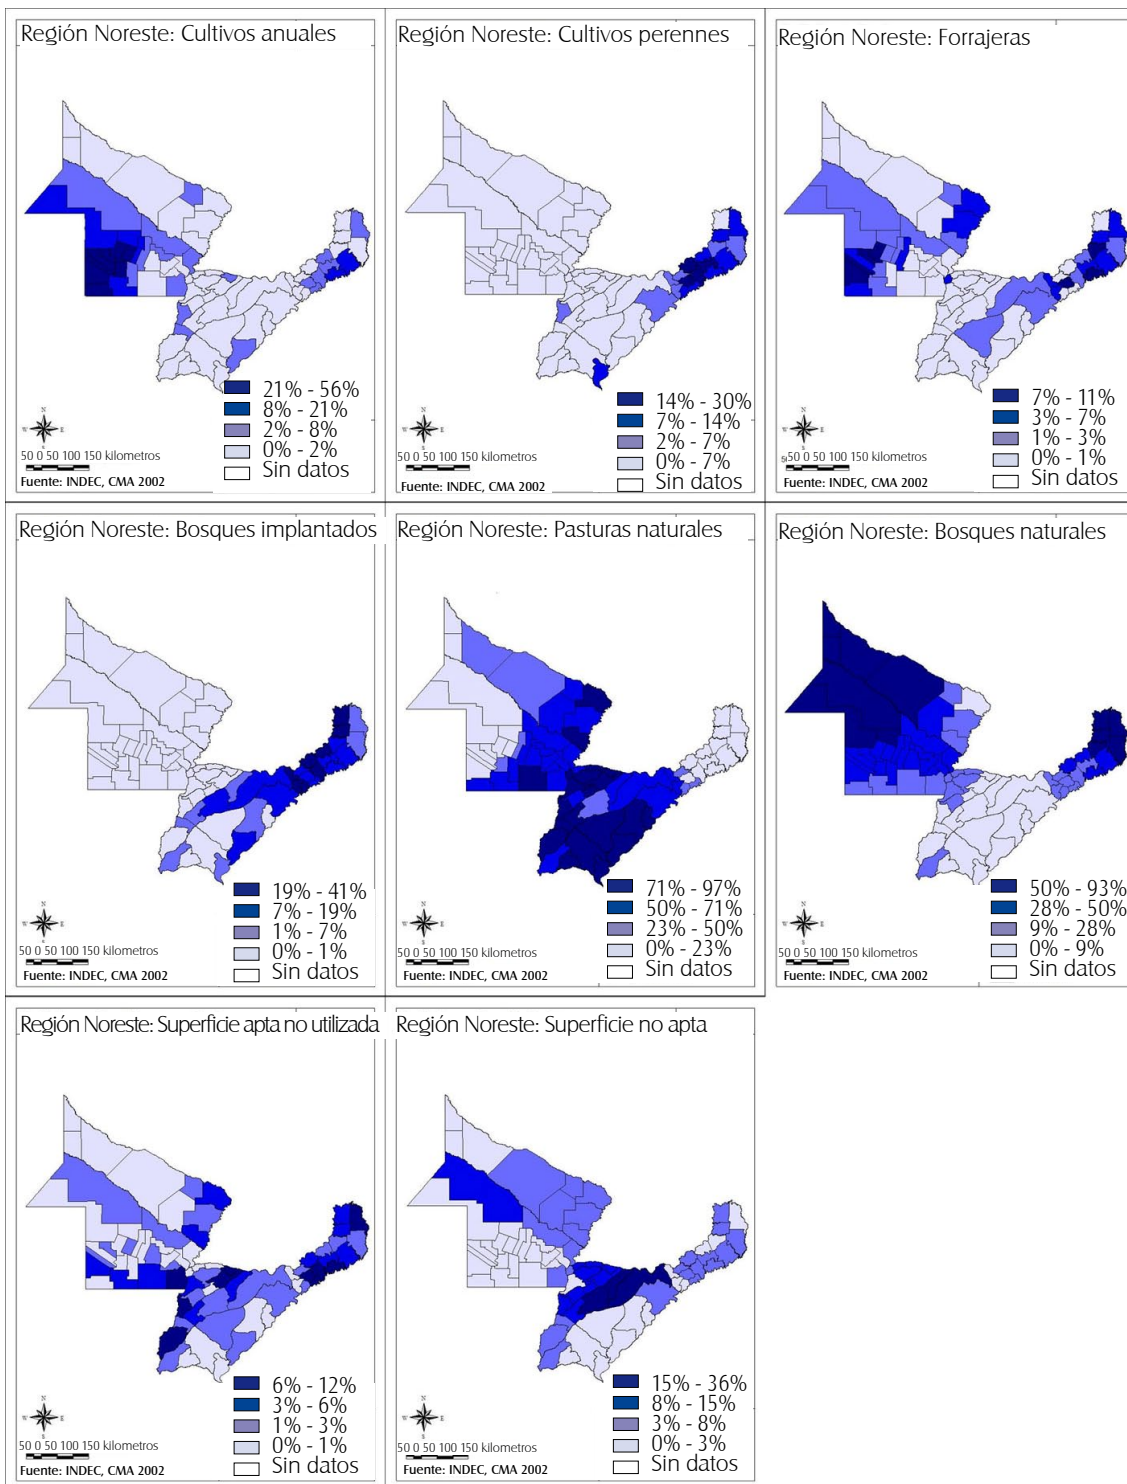 Región Noreste: Cultivos anuales
21% - 56%
8% - 21%
2% - 8%
0% - 2%
Sin datos
N
W E
S
50 0 50 100 150 kilometros
Fuente: INDEC, CMA 2002
Región Noreste: Cultivos perennes
14% - 30%
7% - 14%
2% - 7%
0% - 7%
Sin datos
N
W E
S
50 0 50 100 150 kilometros
Fuente: INDEC, CMA 2002
Región Noreste: Forrajeras
7% - 11%
3% - 7%
1% - 3%
0% - 1%
Sin datos
N
W E
S
50 0 50 100 150 kilometros
Fuente: INDEC, CMA 2002
Región Noreste: Bosques implantados
19% - 41%
7% - 19%
1% - 7%
0% - 1%
Sin datos
N
W E
S
50 0 50 100 150 kilometros
Fuente: INDEC, CMA 2002
Región Noreste: Pasturas naturales
71% - 97%
50% - 71%
23% - 50%
0% - 23%
Sin datos
N
W E
S
50 0 50 100 150 kilometros
Fuente: INDEC, CMA 2002
Región Noreste: Bosques naturales
50% - 93%
28% - 50%
9% - 28%
0% - 9%
Sin datos
N
W E
S
50 0 50 100 150 kilometros
Fuente: INDEC, CMA 2002
Región Noreste: Superficie apta no utilizada
6% - 12%
3% - 6%
1% - 3%
0% - 1%
Sin datos
N
W E
S
50 0 50 100 150 kilometros
Fuente: INDEC, CMA 2002
Región Noreste: Superficie no apta
15% - 36%
8% - 15%
3% - 8%
0% - 3%
Sin datos
N
W E
S
50 0 50 100 150 kilometros
Fuente: INDEC, CMA 2002